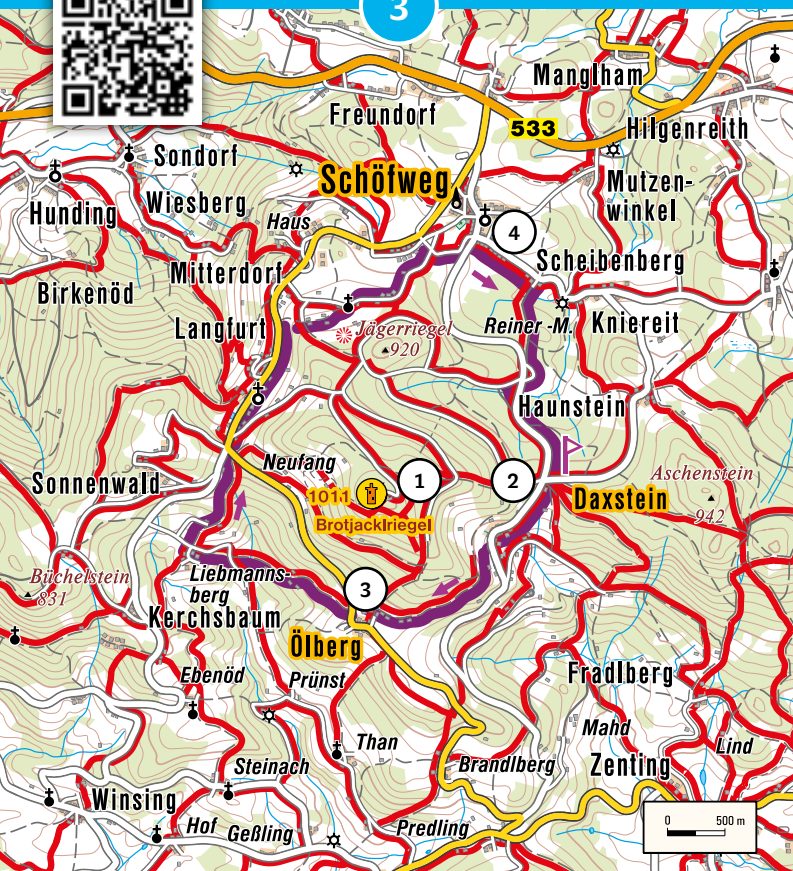 3
Manglham
Freundorf
533
Hilgenreith
Sondorf
Schöfweg
Mutzen-
winkel
Hunding
Wiesberg
Haus
4
Scheibenberg
Mitterdorf
Birkenöd
Langfurt
Jägerriegel
920
Reiner-M.
Kniereit
Haunstein
Neufang
Sonnenwald
1
2
1011
Brotjacklriegel
Aschenstein
942
Daxstein
Büchelstein
831
Liebmanns-
berg
3
Kerchsbaum
Ölberg
Ebenöd
Prünst
Fradlberg
Than
Mahd
Lind
Steinach
Brandlberg
Zenting
Winsing
Hof
Geßling
Predling
0 500 m